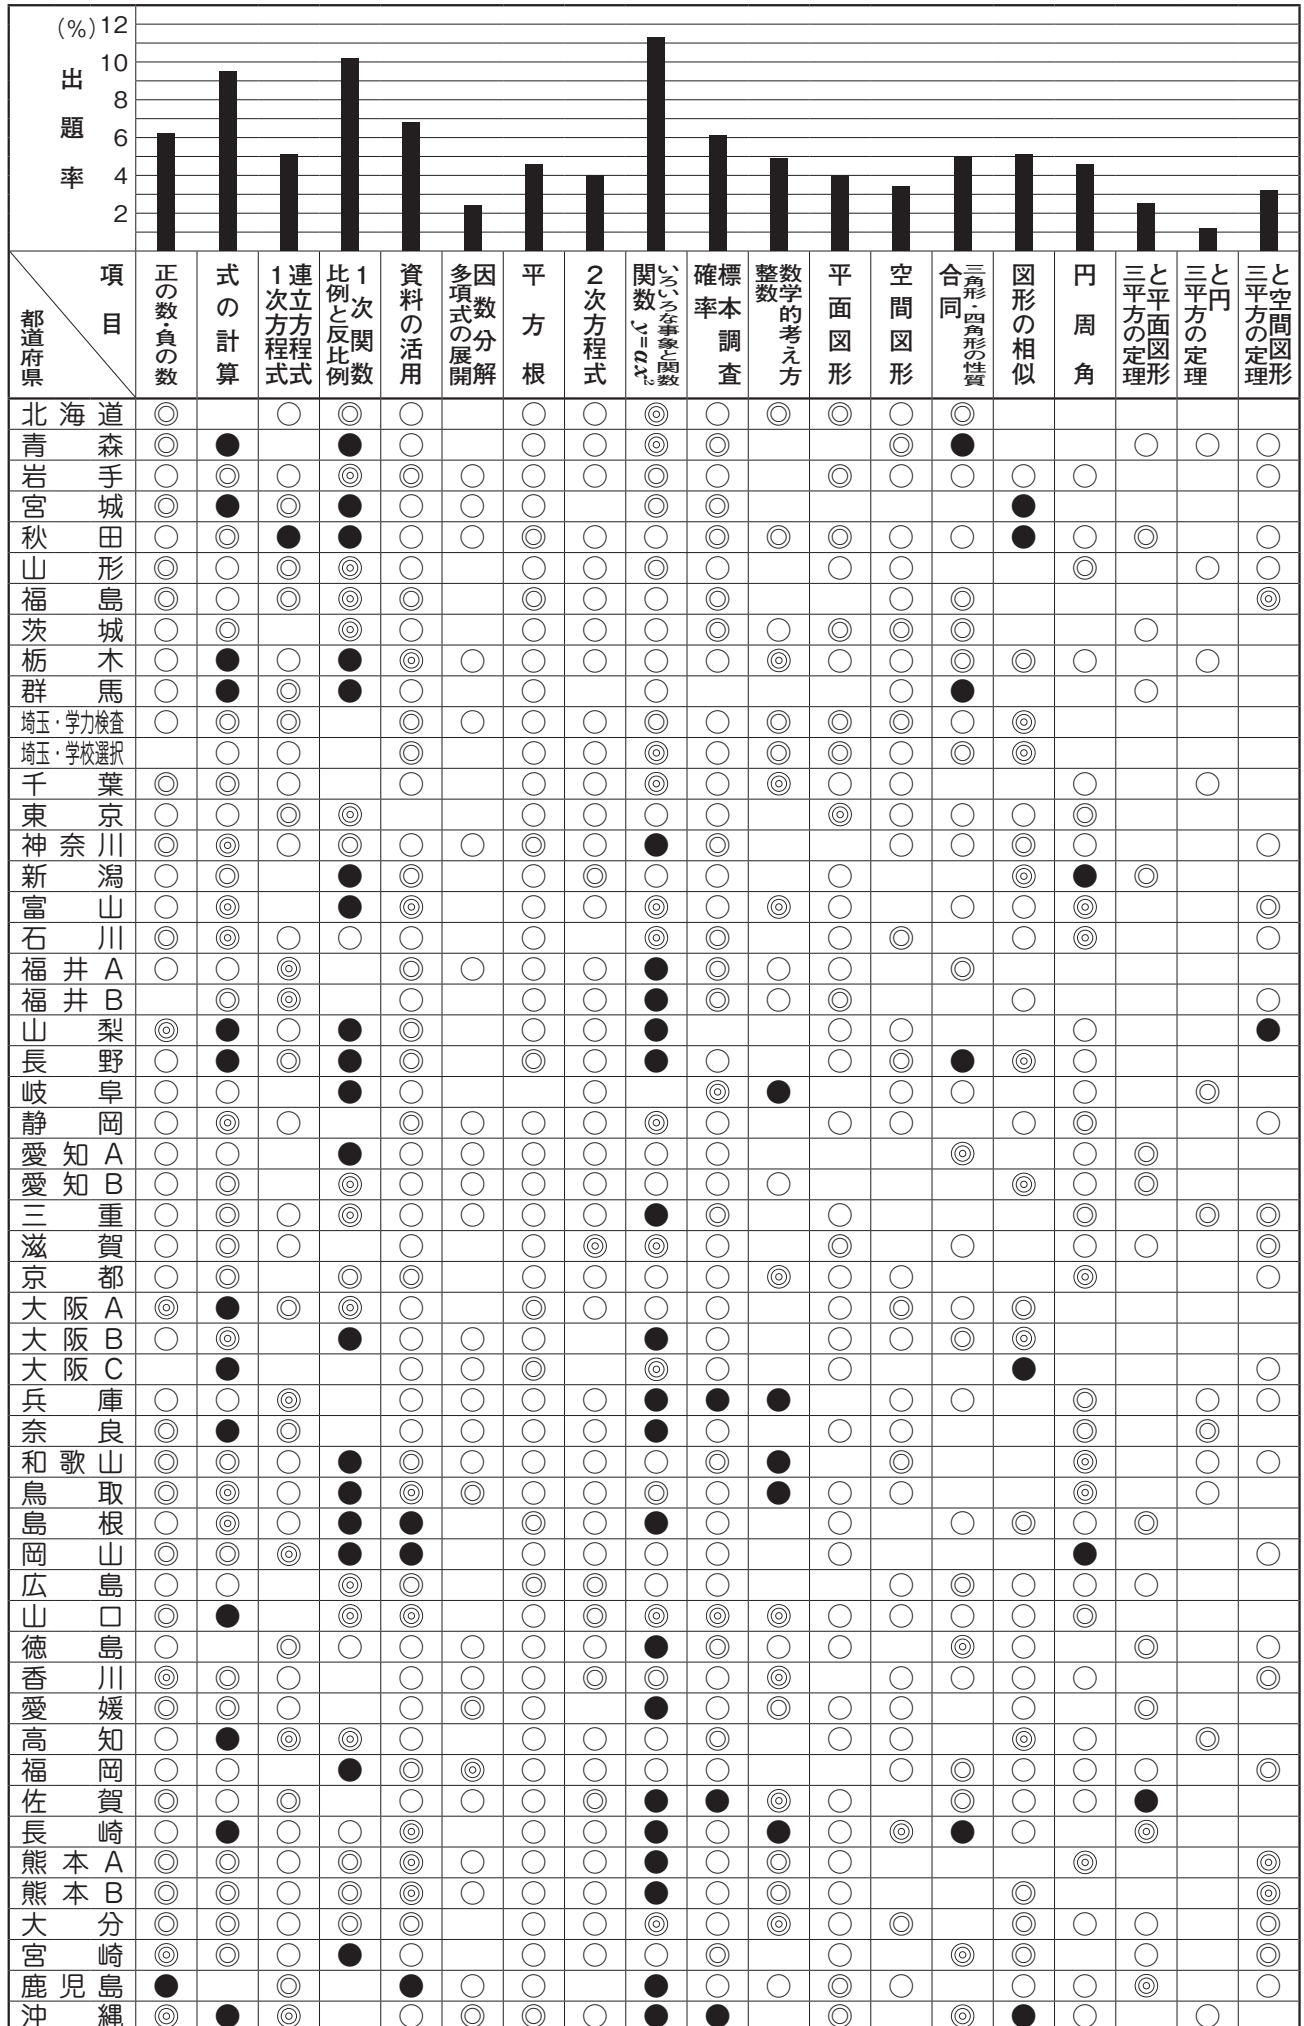 (%)
12
10
8
6
4
2
出題率
項目
都道府県
正の数・負の数
式の計算
連立方程式
1次方程式
1次関数
比例と反比例
資料の活用
因数分解
多項式の展開
平方根
2次方程式
いろいろな事象と関数
関数 y=ax²
標本調査
確率
数学的考え方
整数
平面図形
空間図形
三角形・四角形の性質
合同
図形の相似
円周角
と平面図形
三平方の定理
と円
三平方の定理
と空間図形
三平方の定理
北海道
青森
岩手
宮城
秋田
山形
福島
茨城
栃木
群馬
埼玉・学力検査
埼玉・学校選択
千葉
東京
神奈川
新潟
富山
石川
福井A
福井B
山梨
長野
岐阜
静岡
愛知A
愛知B
三重
滋賀
京都
大阪A
大阪B
大阪C
兵庫
奈良
和歌山
鳥取
島根
岡山
広島
山口
徳島
香川
愛媛
高知
福岡
佐賀
長崎
熊本A
熊本B
大分
宮崎
鹿児島
沖縄